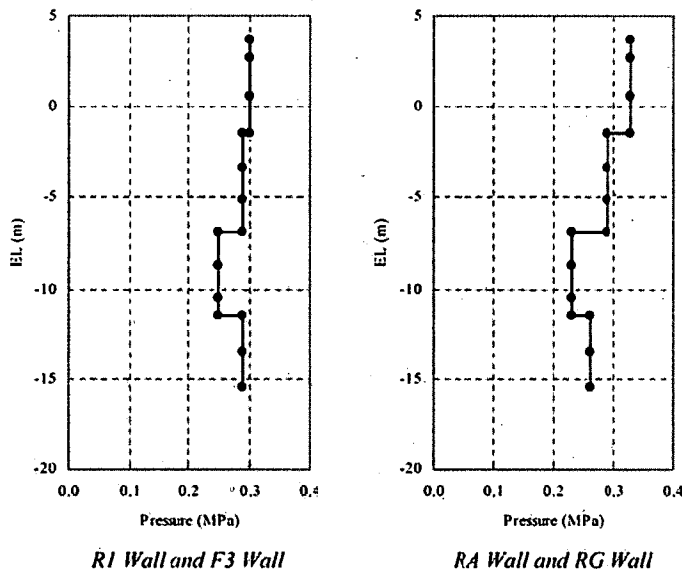 5
0
-5
-10
-15
-20
EL (m)
0.0 0.1 0.2 0.3 0.4
Pressure (MPa)
R1 Wall and F3 Wall
5
0
-5
-10
-15
-20
EL (m)
0.0 0.1 0.2 0.3 0.4
Pressure (MPa)
RA Wall and RG Wall